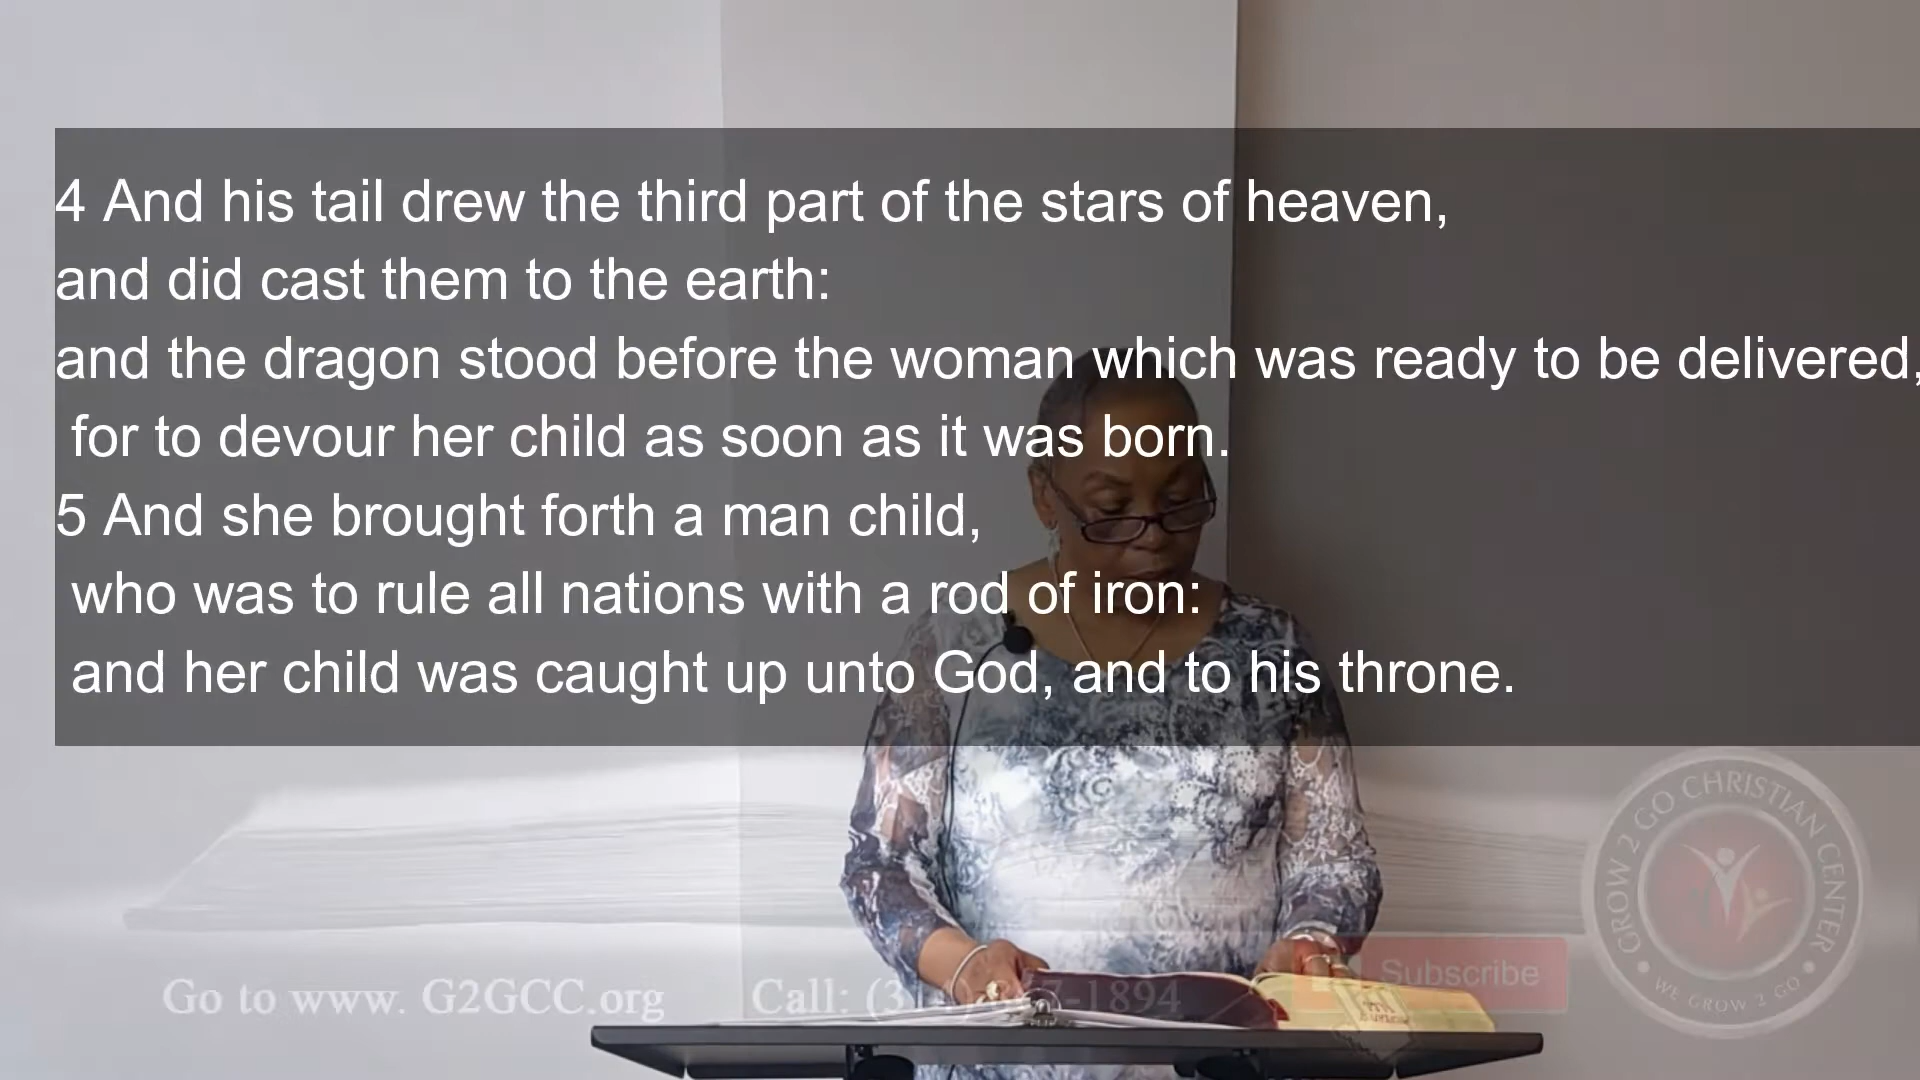 4 And his tail drew the third part of the stars of heaven,
and did cast them to the earth:
and the dragon stood before the woman which was ready to be delivered,
for to devour her child as soon as it was born.
5 And she brought forth a man child,
who was to rule all nations with a rod of iron:
and her child was caught up unto God, and to his throne.
GROW 2 GO CHRISTIAN CENTER
• WE GROW 2 GO •
Subscribe
Go to www. G2GCC.org
Call: (314) -1894